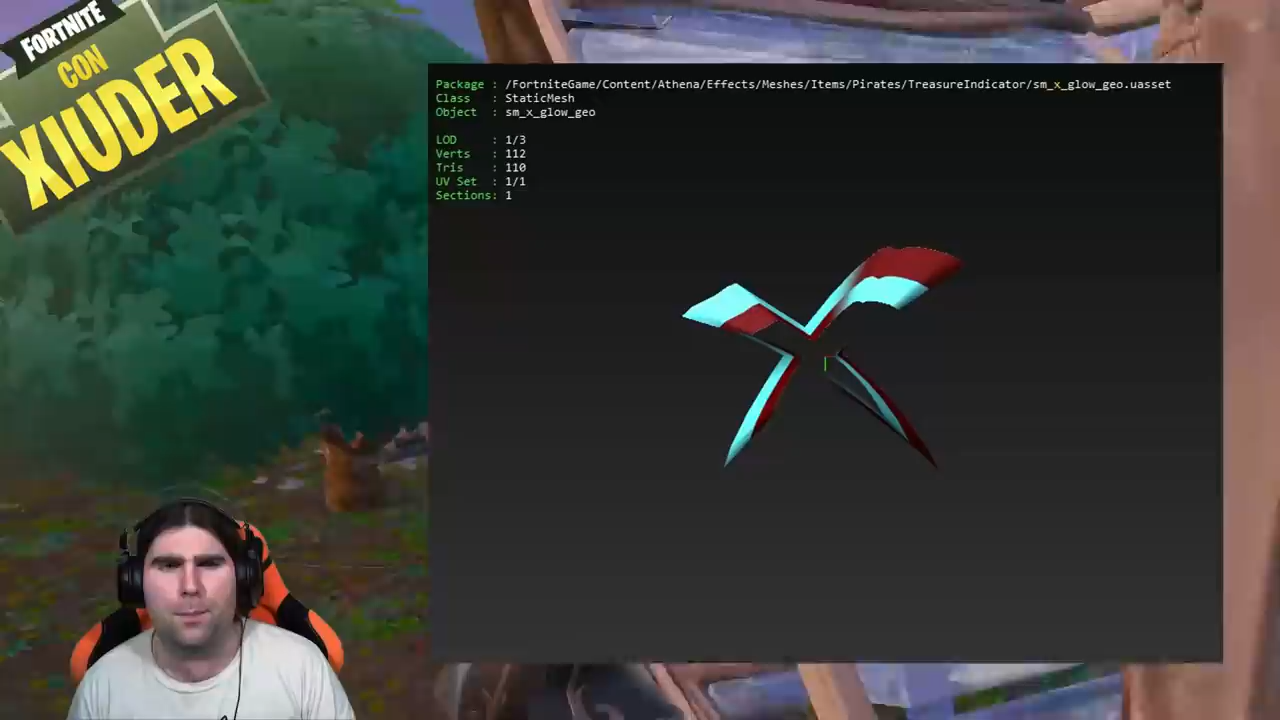 FORTNITE
CON
XIUDER
Package : /FortniteGame/Content/Athena/Effects/Meshes/Items/Pirates/TreasureIndicator/sm_x_glow_geo.uasset
Class : StaticMesh
Object : sm_x_glow_geo
LOD : 1/3
Verts : 112
Tris : 110
UV Set : 1/1
Sections: 1